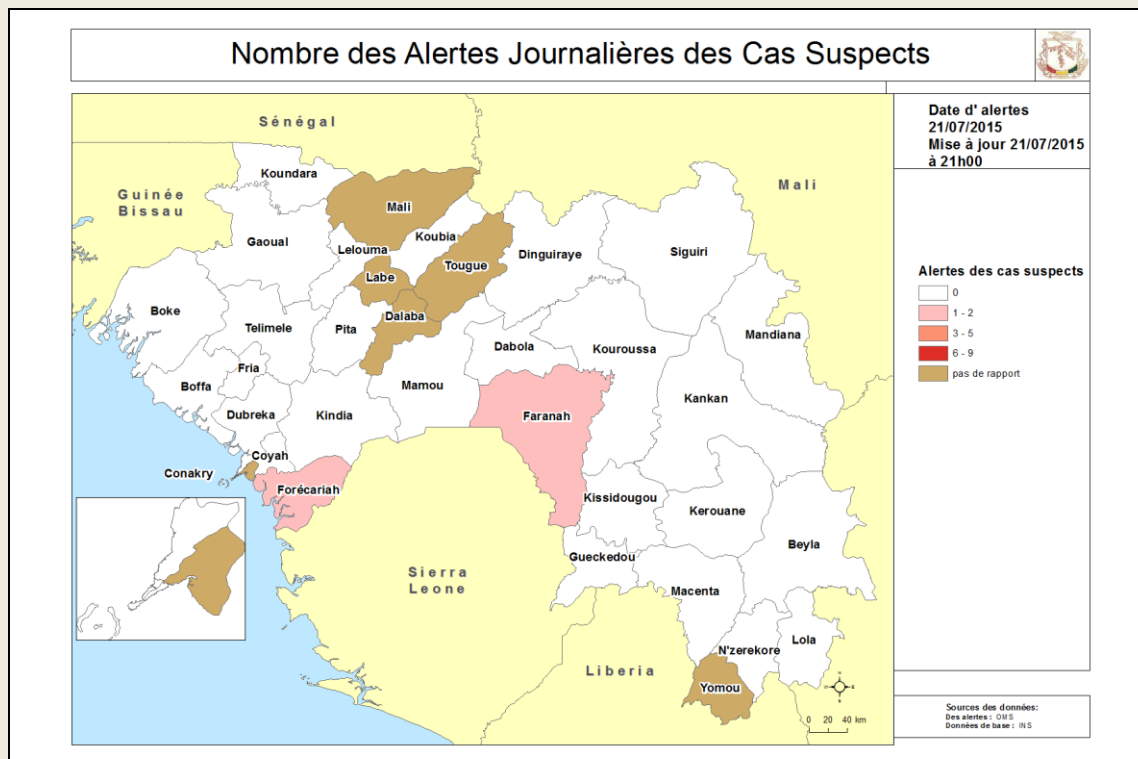 Nombre des Alertes Journalières des Cas Suspects
Date d' alertes
21/07/2015
Mise à jour 21/07/2015
à 21h00
Sénégal
Guinée
Bissau
Mali
Koundara
Mali
Gaoual
Lelouma
Koubia
Tougue
Dinguiraye
Siguiri
Labe
Boke
Telimele
Pita
Dalaba
Dabola
Kouroussa
Mandiana
Fria
Boffa
Mamou
Kankan
Dubreka
Kindia
Faranah
Coyah
Conakry
Forécariah
Kissidougou
Kerouane
Beyla
Gueckedou
Sierra
Leone
Macenta
Lola
N'zerekore
Liberia
Yomou
0 20 40 km
Alertes des cas suspects
0
1 - 2
3 - 5
6 - 9
pas de rapport
Sources des données:
Des alertes : OMS
Données de base : INS